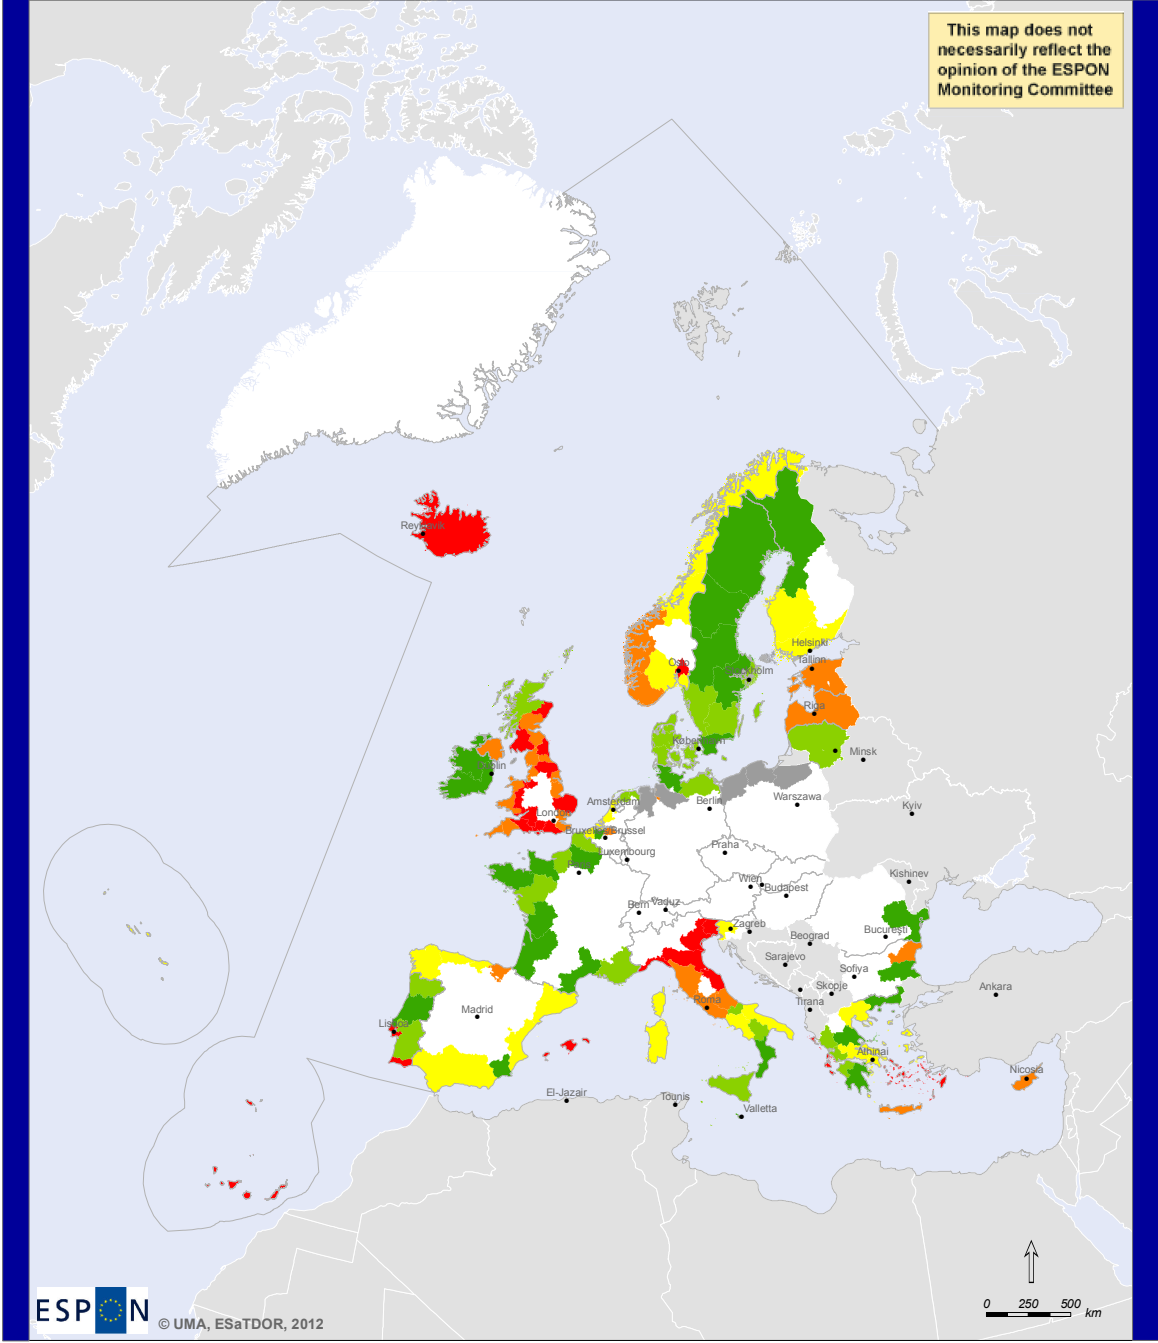 This map does not
necessarily reflect the
opinion of the ESPON
Monitoring Committee
Reykjavik
Helsinki
Tallinn
Oslo
Stockholm
Riga
København
Minsk
Dublin
Amsterdam
Berlin
Warszawa
London
Kyiv
Bruxelles/Brussel
Luxembourg
Praha
Paris
Kishinev
Wien
Budapest
Bern
Vaduz
Zagreb
Bucureşti
Beograd
Sarajevo
Sofiya
Skopje
Ankara
Roma
Tirana
Madrid
Lisboa
Athinai
Nicosia
El-Jazair
Tounis
Valletta
0 250 500
km
ESPON
© UMA, ESaTDOR, 2012